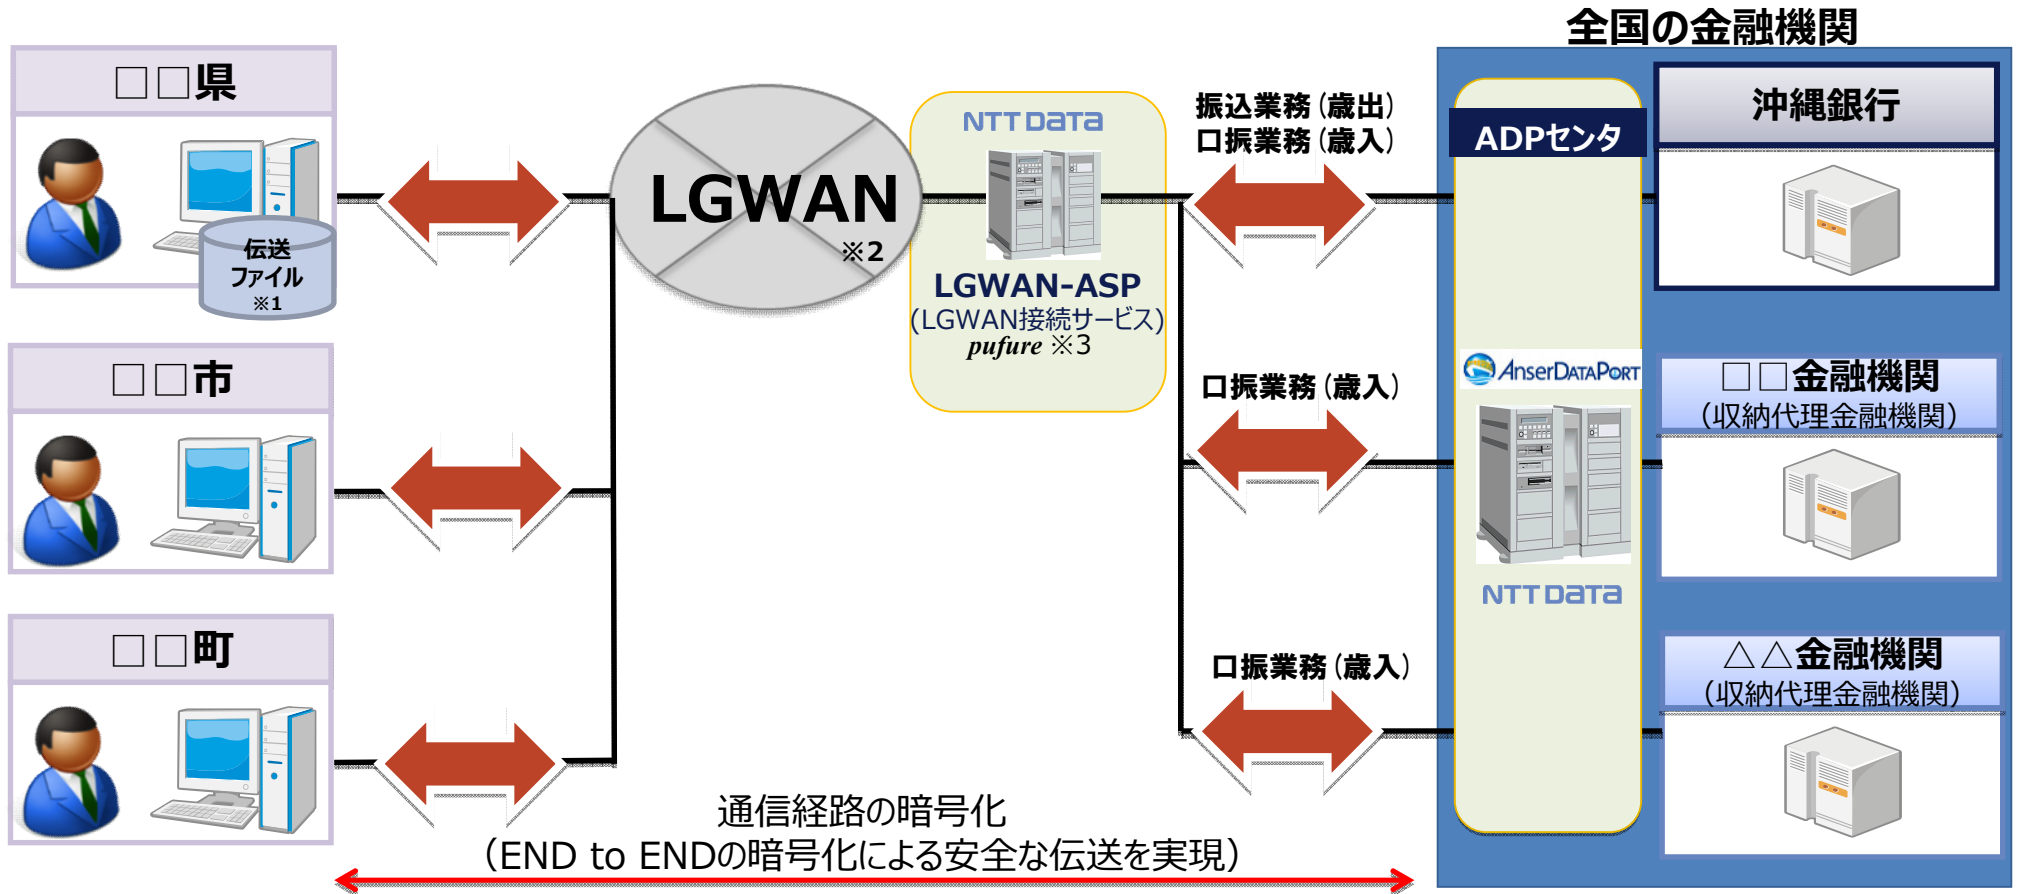 全国の金融機関
□□県
伝送
ファイル
※1
□□市
□□町
LGWAN
※2
NTT DATA
LGWAN-ASP
(LGWAN接続サービス)
pufure ※3
振込業務(歳出)
口振業務(歳入)
口振業務(歳入)
口振業務(歳入)
ADPセンタ
AnserDATAPORT
NTT DATA
沖縄銀行
□□金融機関
(収納代理金融機関)
△△金融機関
(収納代理金融機関)
通信経路の暗号化
(END to ENDの暗号化による安全な伝送を実現)